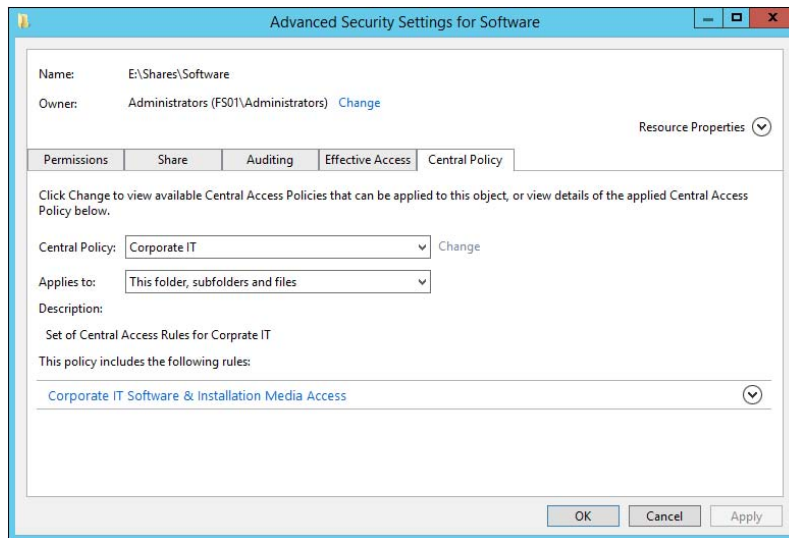 Advanced Security Settings for Software
Name: E:\Shares\Software
Owner: Administrators (FS01\Administrators) Change
Resource Properties
Permissions Share Auditing Effective Access Central Policy
Click Change to view available Central Access Policies that can be applied to this object, or view details of the applied Central Access
Policy below.
Central Policy: Corporate IT Change
Applies to: This folder, subfolders and files
Description:
Set of Central Access Rules for Corprate IT
This policy includes the following rules:
Corporate IT Software & Installation Media Access
OK Cancel Apply